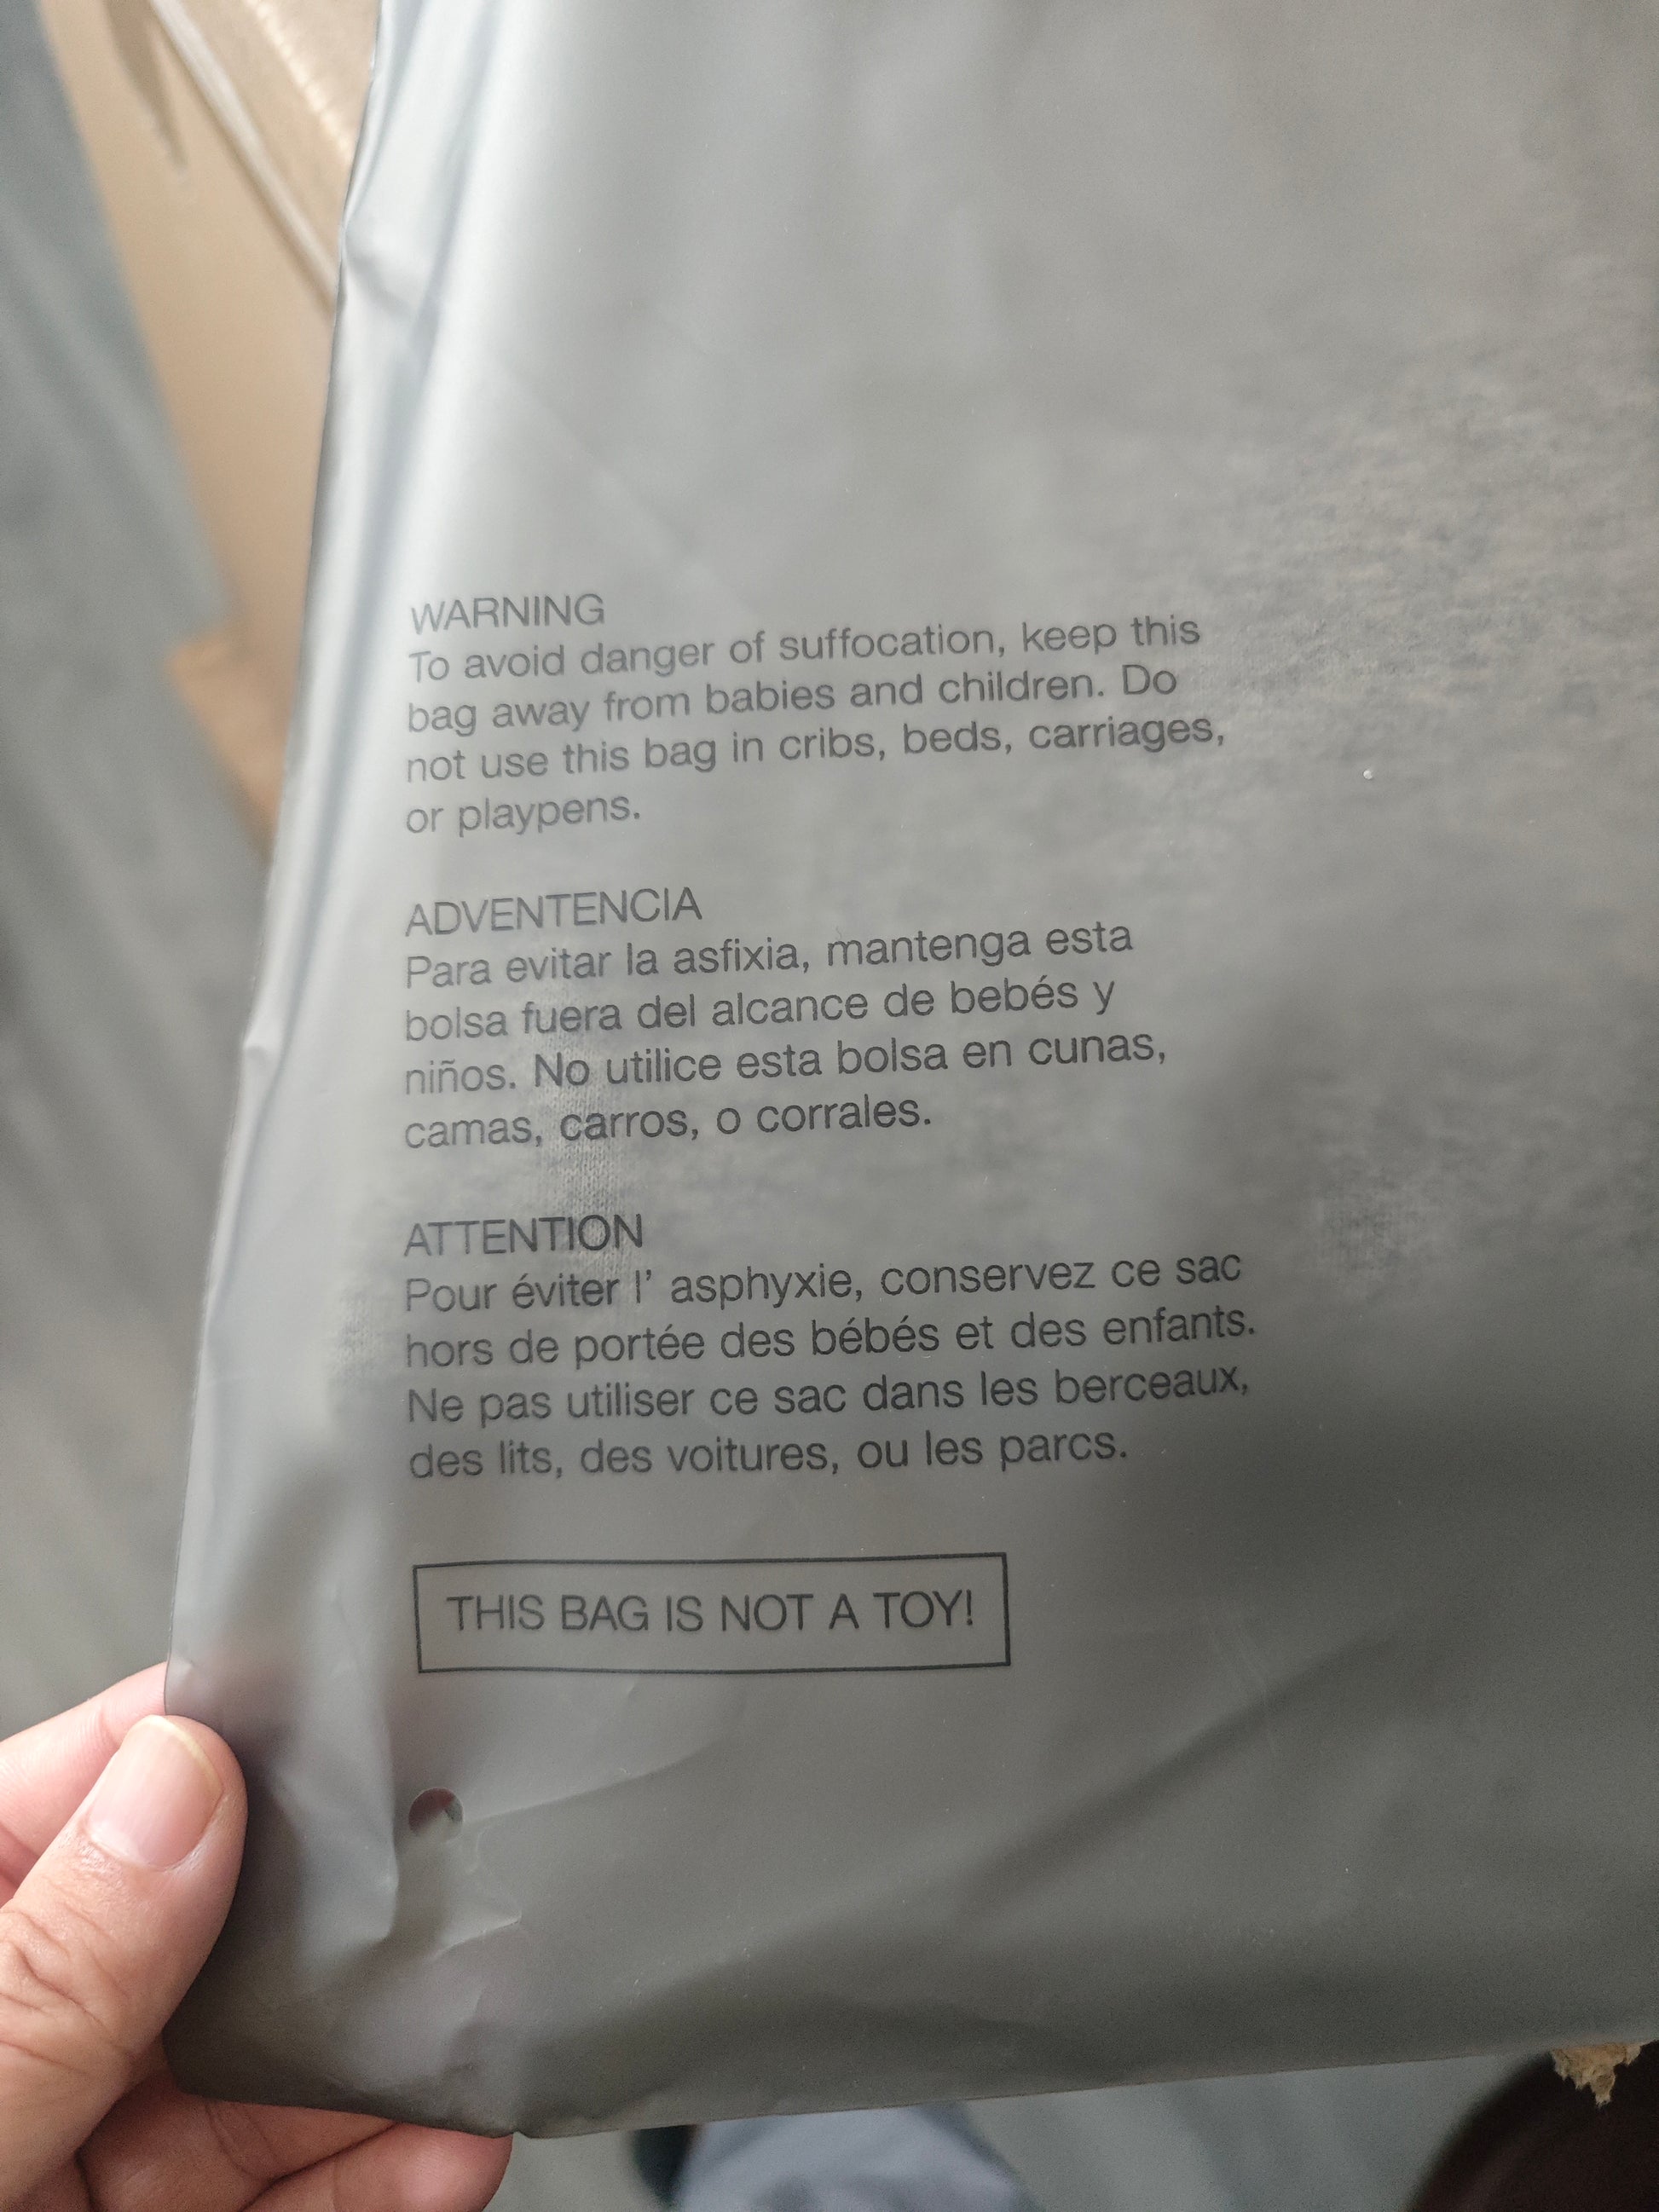 WARNING
To avoid danger of suffocation, keep this
bag away from babies and children. Do
not use this bag in cribs, beds, carriages,
or playpens.
ADVENTENCIA
Para evitar la asfixia, mantenga esta
bolsa fuera del alcance de bebés y
niños. No utilice esta bolsa en cunas,
camas, carros, o corrales.
ATTENTION
Pour éviter l' asphyxie, conservez ce sac
hors de portée des bébés et des enfants.
Ne pas utiliser ce sac dans les berceaux,
des lits, des voitures, ou les parcs.
THIS BAG IS NOT A TOY!